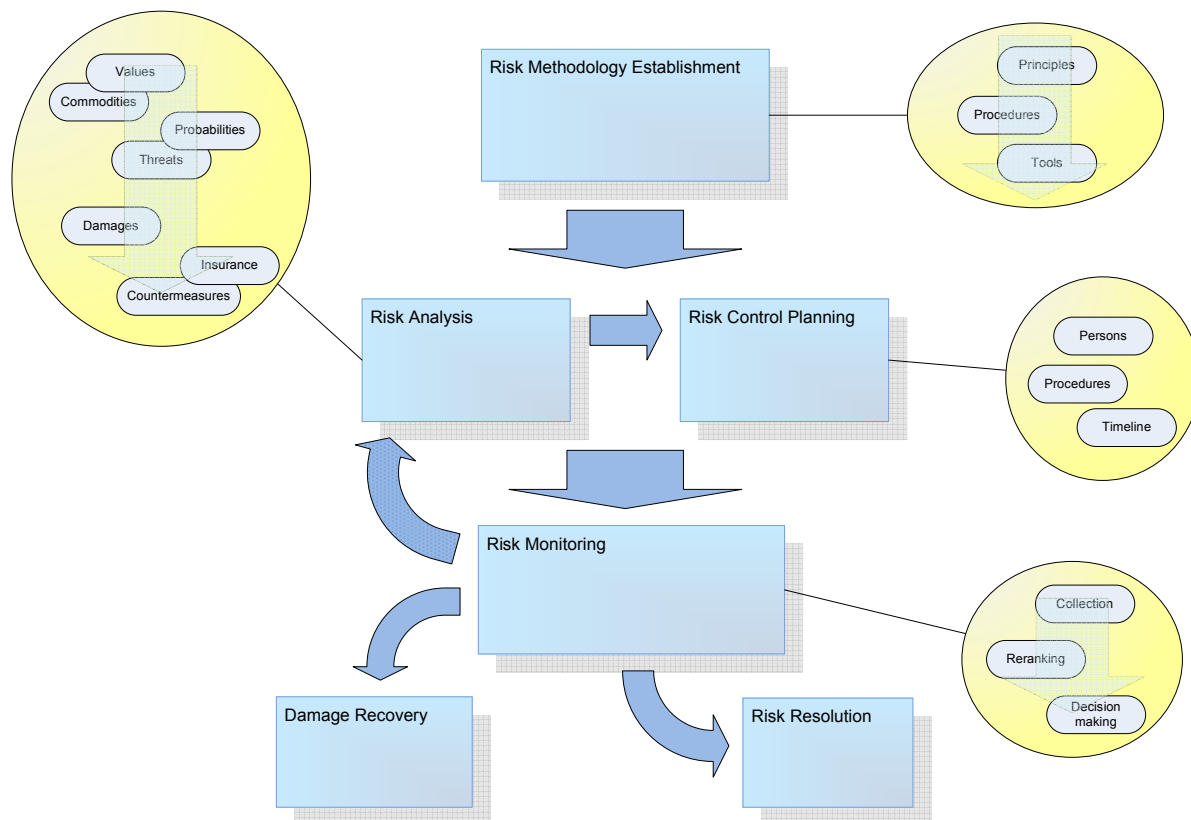 Risk Methodology Establishment
Values
Commodities
Probabilities
Threats
Damages
Insurance
Countermeasures
Principles
Procedures
Tools
Risk Analysis
Risk Control Planning
Persons
Procedures
Timeline
Risk Monitoring
Collection
Reranking
Decision
making
Damage Recovery
Risk Resolution